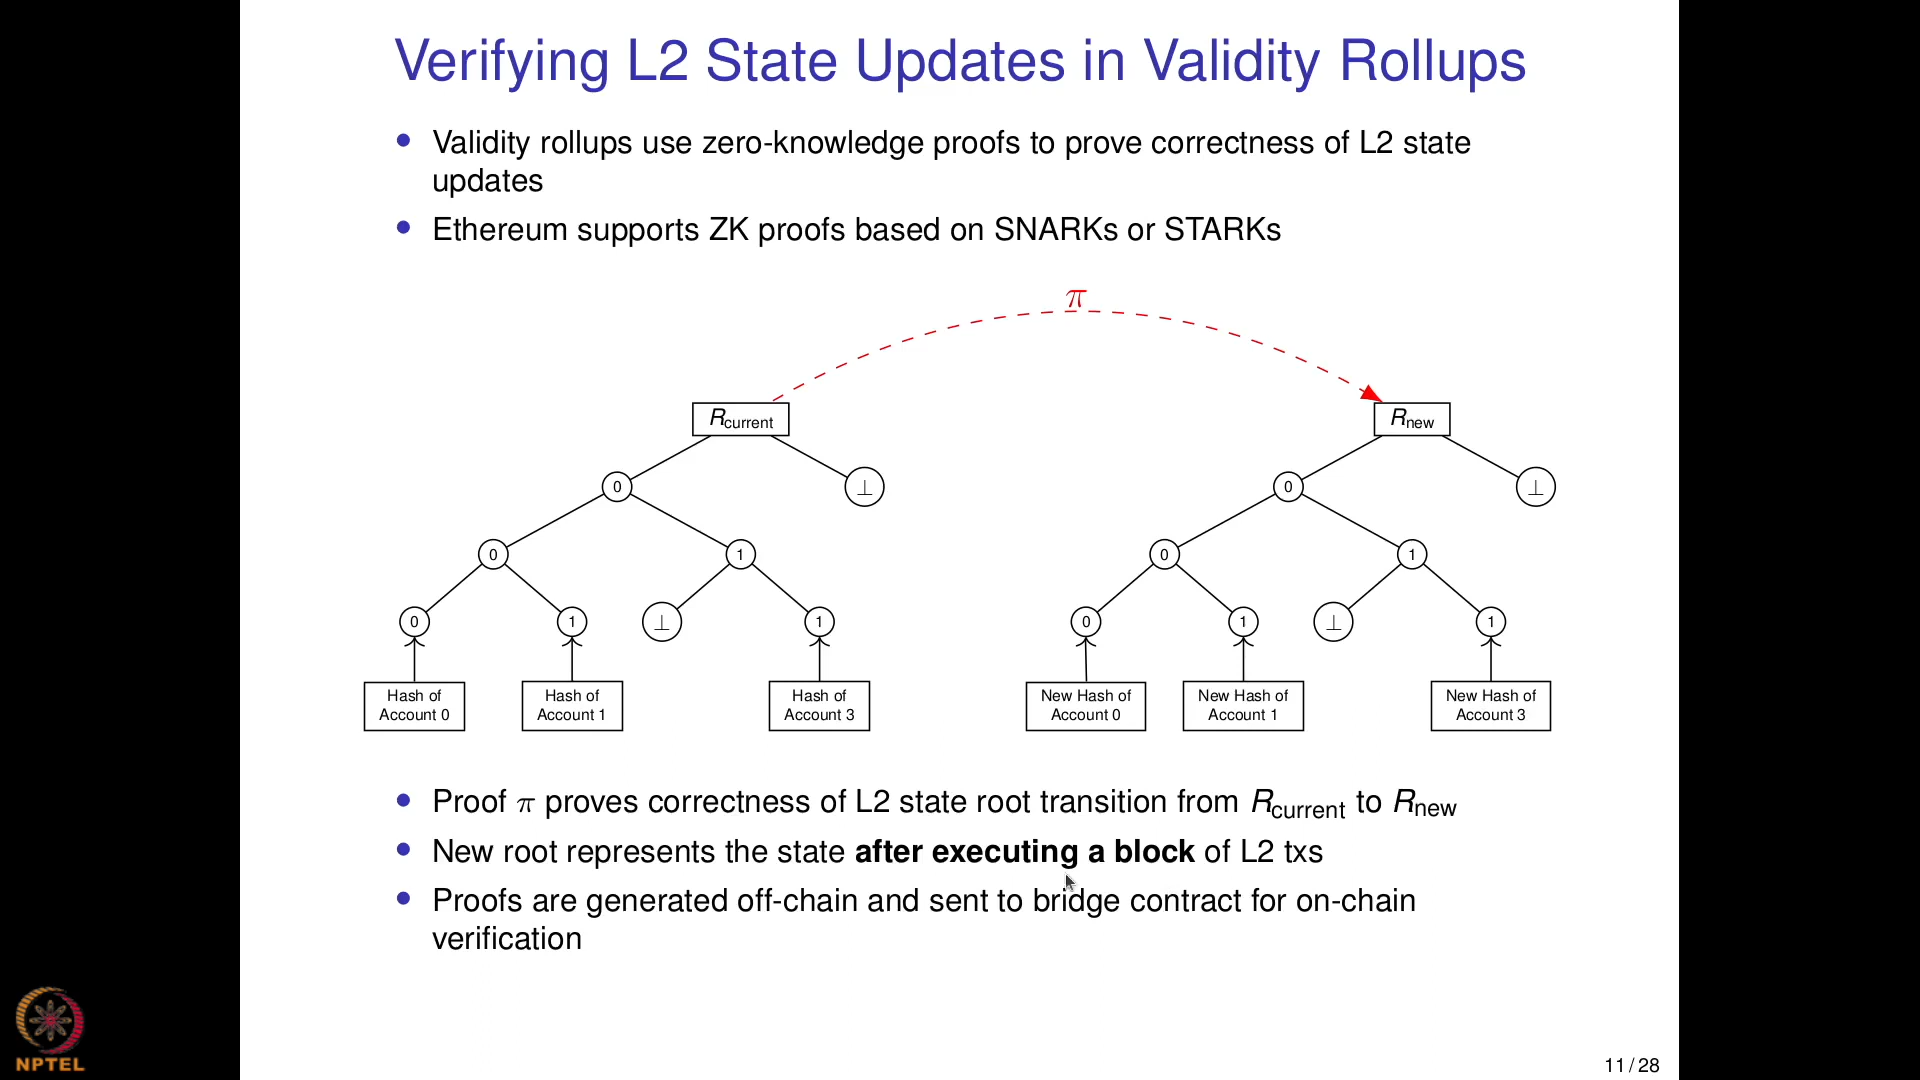 Verifying L2 State Updates in Validity Rollups
• Validity rollups use zero-knowledge proofs to prove correctness of L2 state
updates
• Ethereum supports ZK proofs based on SNARKs or STARKs
π
Rcurrent
Rnew
0
⊥
0
⊥
0
1
0
1
0
1
⊥
1
0
1
⊥
1
Hash of
Account 0
Hash of
Account 1
Hash of
Account 3
New Hash of
Account 0
New Hash of
Account 1
New Hash of
Account 3
• Proof π proves correctness of L2 state root transition from Rcurrent to Rnew
• New root represents the state after executing a block of L2 txs
• Proofs are generated off-chain and sent to bridge contract for on-chain
verification
NPTEL
11 / 28